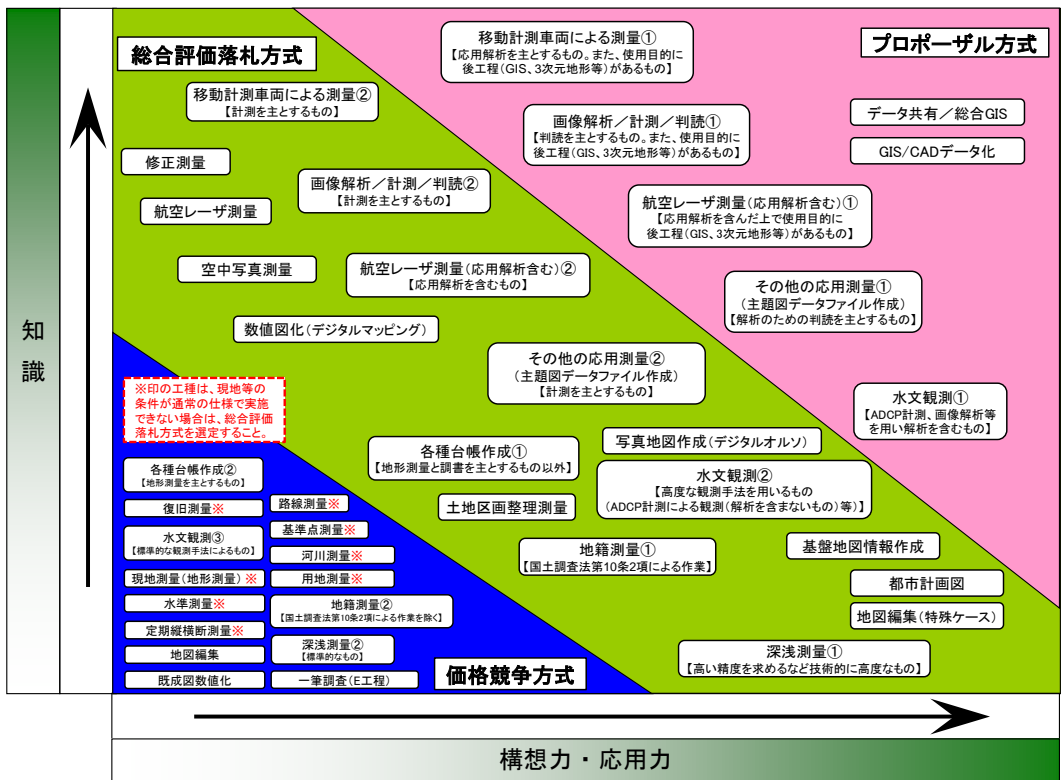 総合評価落札方式
プロポーザル方式
移動計測車両による測量①
【応用解析を主とするもの。また、使用目的に
後工程(GIS、3次元地形等)があるもの】
移動計測車両による測量②
【計測を主とするもの】
画像解析／計測／判読①
【判読を主とするもの。また、使用目的に
後工程(GIS、3次元地形等)があるもの】
データ共有／総合GIS
GIS/CADデータ化
修正測量
画像解析／計測／判読②
【計測を主とするもの】
航空レーザ測量
航空レーザ測量(応用解析含む)①
【応用解析を含んだ上で使用目的に
後工程(GIS、3次元地形等)があるもの】
空中写真測量
航空レーザ測量(応用解析含む)②
【応用解析を含むもの】
その他の応用測量①
(主題図データファイル作成)
【解析のための判読を主とするもの】
数値図化(デジタルマッピング)
その他の応用測量②
(主題図データファイル作成)
【計測を主とするもの】
知識
※印の工種は、現地等の
条件が通常の仕様で実施
できない場合は、総合評価
落札方式を選定すること。
水文観測①
【ADCP計測、画像解析等
を用い解析を含むもの】
各種台帳作成①
【地形測量と調書を主とするもの以外】
写真地図作成(デジタルオルソ)
水文観測②
【高度な観測手法を用いるもの
(ADCP計測による観測(解析を含まないもの)等)】
土地区画整理測量
地籍測量①
【国土調査法第10条2項による作業】
基盤地図情報作成
都市計画図
地図編集(特殊ケース)
深浅測量①
【高い精度を求めるなど技術的に高度なもの】
各種台帳作成②
【地形測量を主とするもの】
復旧測量※
水文観測③
【標準的な観測手法によるもの】
現地測量(地形測量)※
水準測量※
定期縦横断測量※
地図編集
既成図数値化
路線測量※
基準点測量※
河川測量※
用地測量※
地籍測量②
【国土調査法第10条2項による作業を除く】
深浅測量②
【標準的なもの】
一筆調査(E工程)
価格競争方式
構想力・応用力